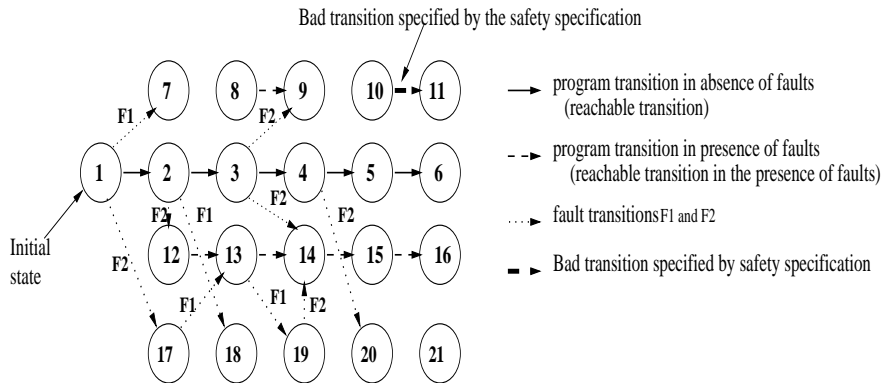 Bad transition specified by the safety specification
7 8 9 10 11
program transition in absence of faults
(reachable transition)
F1 F2
1 2 3 4 5 6
program transition in presence of faults
(reachable transition in the presence of faults)
F2 F1 F2
fault transitions F1 and F2
Initial
state
12 13 14 15 16
F2
Bad transition specified by safety specification
F1 F2
17 18 19 20 21